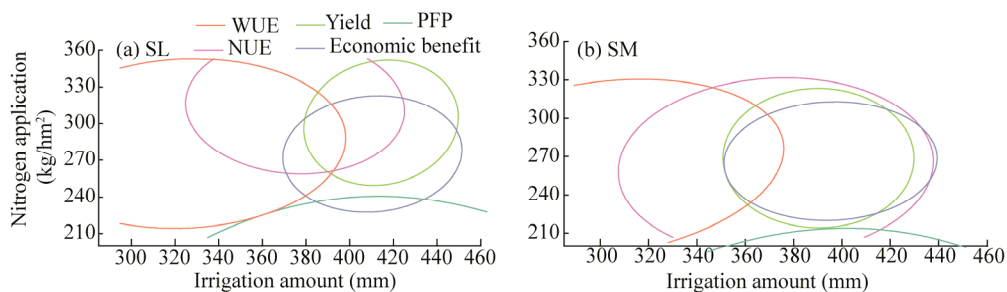 WUE Yield PFP
NUE Economic benefit
(a) SL
(b) SM
Nitrogen application
(kg/hm²)
360
330
300
270
240
210
300 320 340 360 380 400 420 440 460
Irrigation amount (mm)
360
330
300
270
240
210
300 320 340 360 380 400 420 440 460
Irrigation amount (mm)